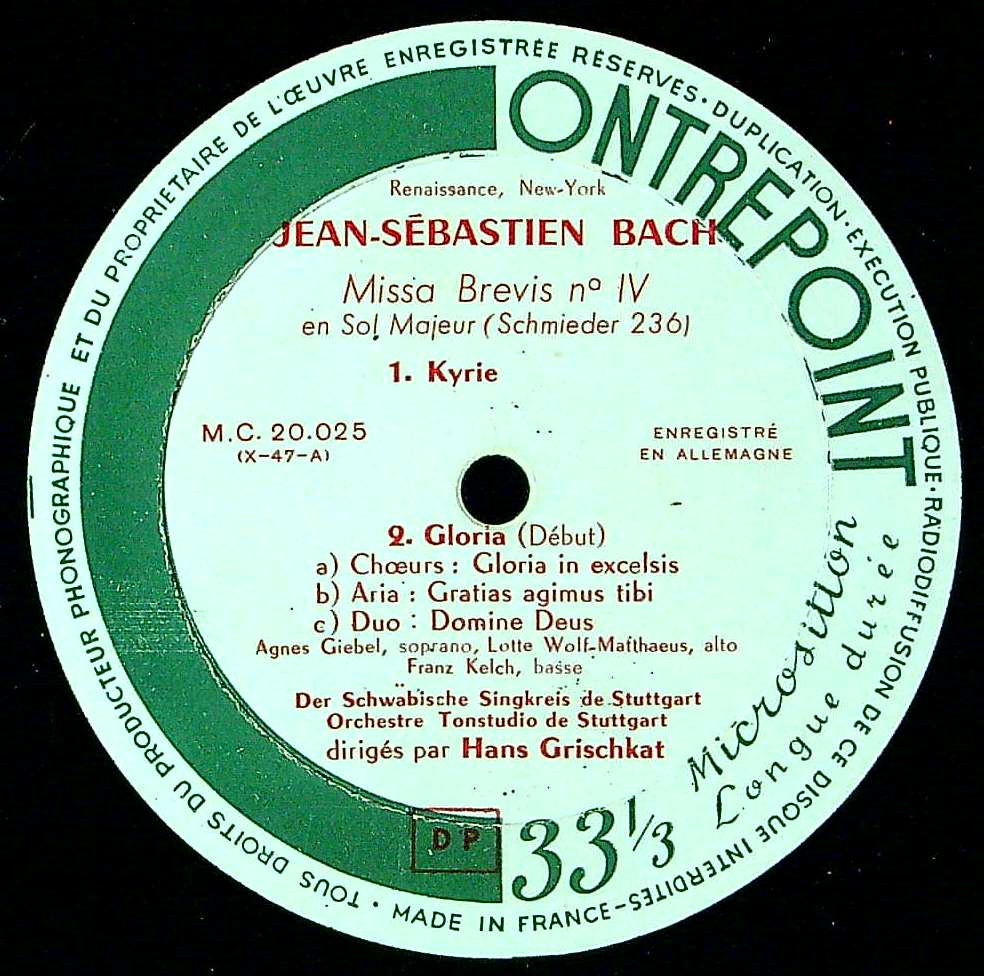 TOUS DROITS DU PRODUCTEUR PHONOGRAPHIQUE ET DU PROPRIETAIRE DE L'ŒUVRE ENREGISTRÉE RÉSERVÉS · DUPLICATION · EXECUTION PUBLIQUE · RADIODIFFUSION DE CE DISQUE INTERDITES - MADE IN FRANCE ·
CONTREPOINT
Renaissance, New-York
JEAN-SÉBASTIEN BACH
Missa Brevis nº IV
en Sol Majeur (Schmieder 236)
1. Kyrie
M.C. 20.025
(X-47-A)
ENREGISTRÉ
EN ALLEMAGNE
2. Gloria (Début)
a) Chœurs : Gloria in excelsis
b) Aria : Gratias agimus tibi
c) Duo : Domine Deus
Agnes Giebel, soprano, Lotte Wolf-Matthaeus, alto
Franz Kelch, basse
Der Schwäbische Singkreis de Stuttgart
Orchestre Tonstudio de Stuttgart
dirigés par Hans Grischkat
DP
33 1/3
Microsillon
Longue durée